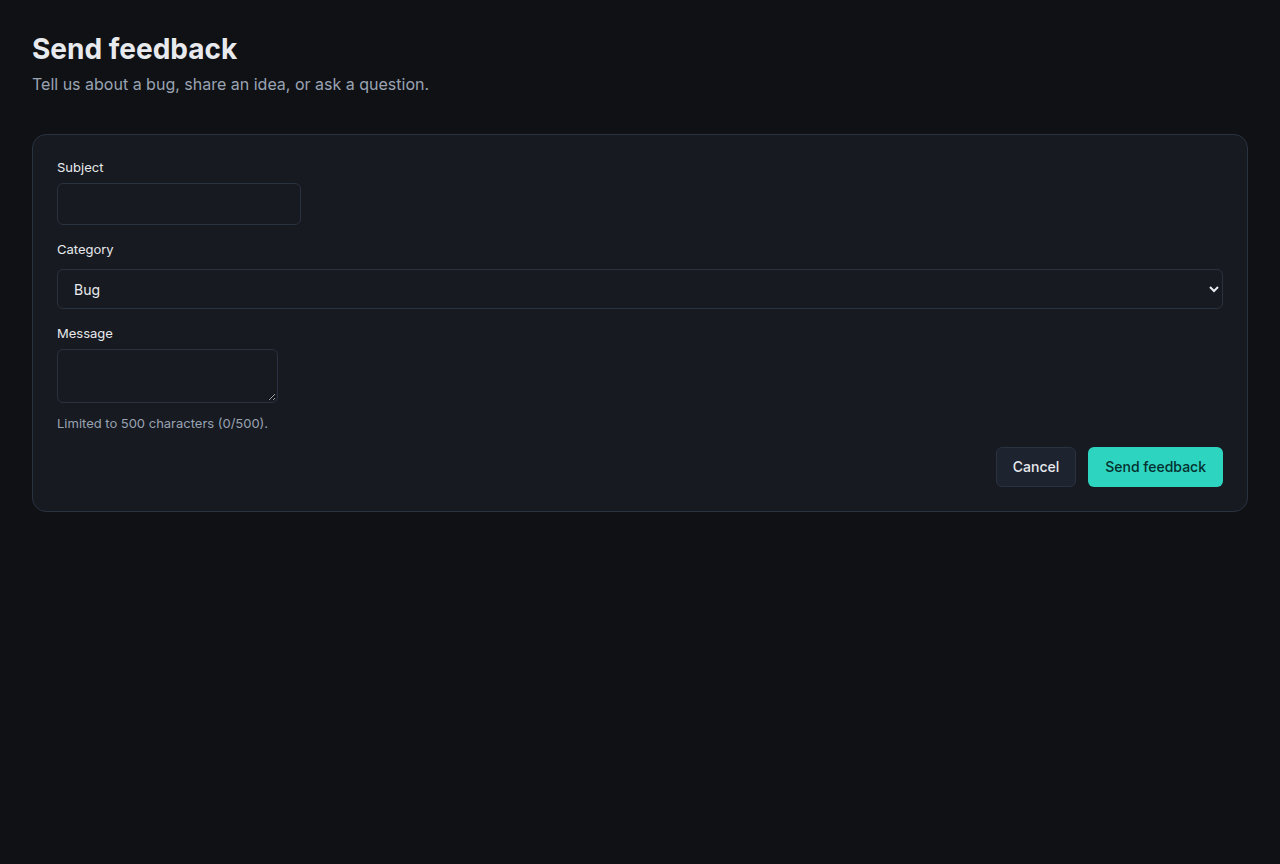 Send feedback
Tell us about a bug, share an idea, or ask a question.
Subject
Category
Bug
Message
Limited to 500 characters (0/500).
Cancel
Send feedback